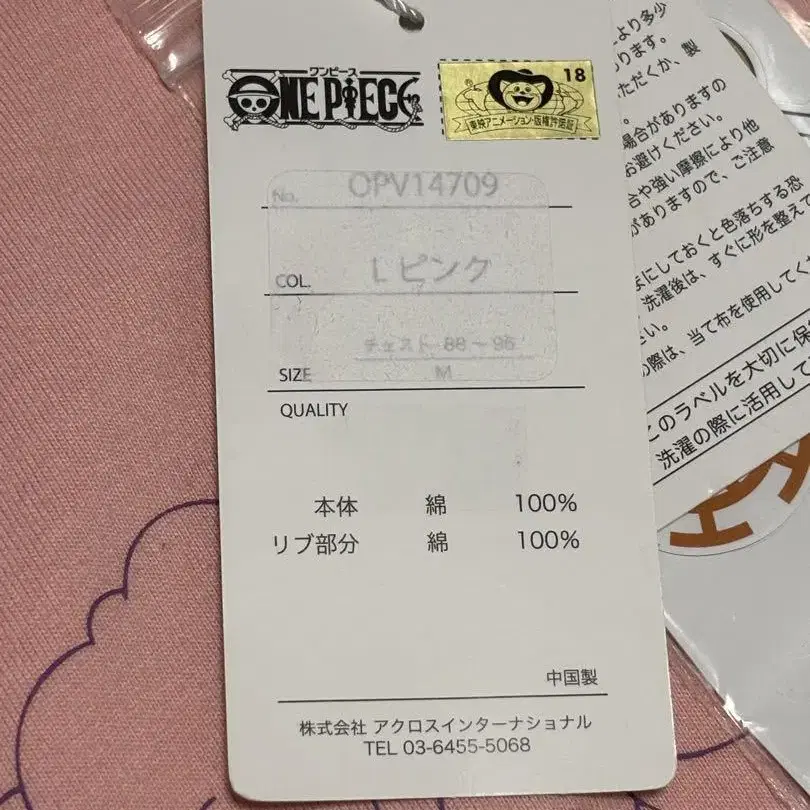 ワンピース
ONE PIECE
18
東映アニメーション・版権許諾証
No. OPV14709
COL. L ピンク
チェスト 88～96
SIZE M
QUALITY
本体 綿 100%
リブ部分 綿 100%
中国製
株式会社 アクロスインターナショナル
TEL 03-6455-5068
より多少
ります。
ただくか、製
場合がありますの
お避けください。
合や強い摩擦により他
がありますので、ご注意
まにしておくと色落ちする恐
洗濯後は、すぐに形を整えて
さい。
の際は、当て布を使用してくだ
このラベルを大切に保
洗濯の際に活用して